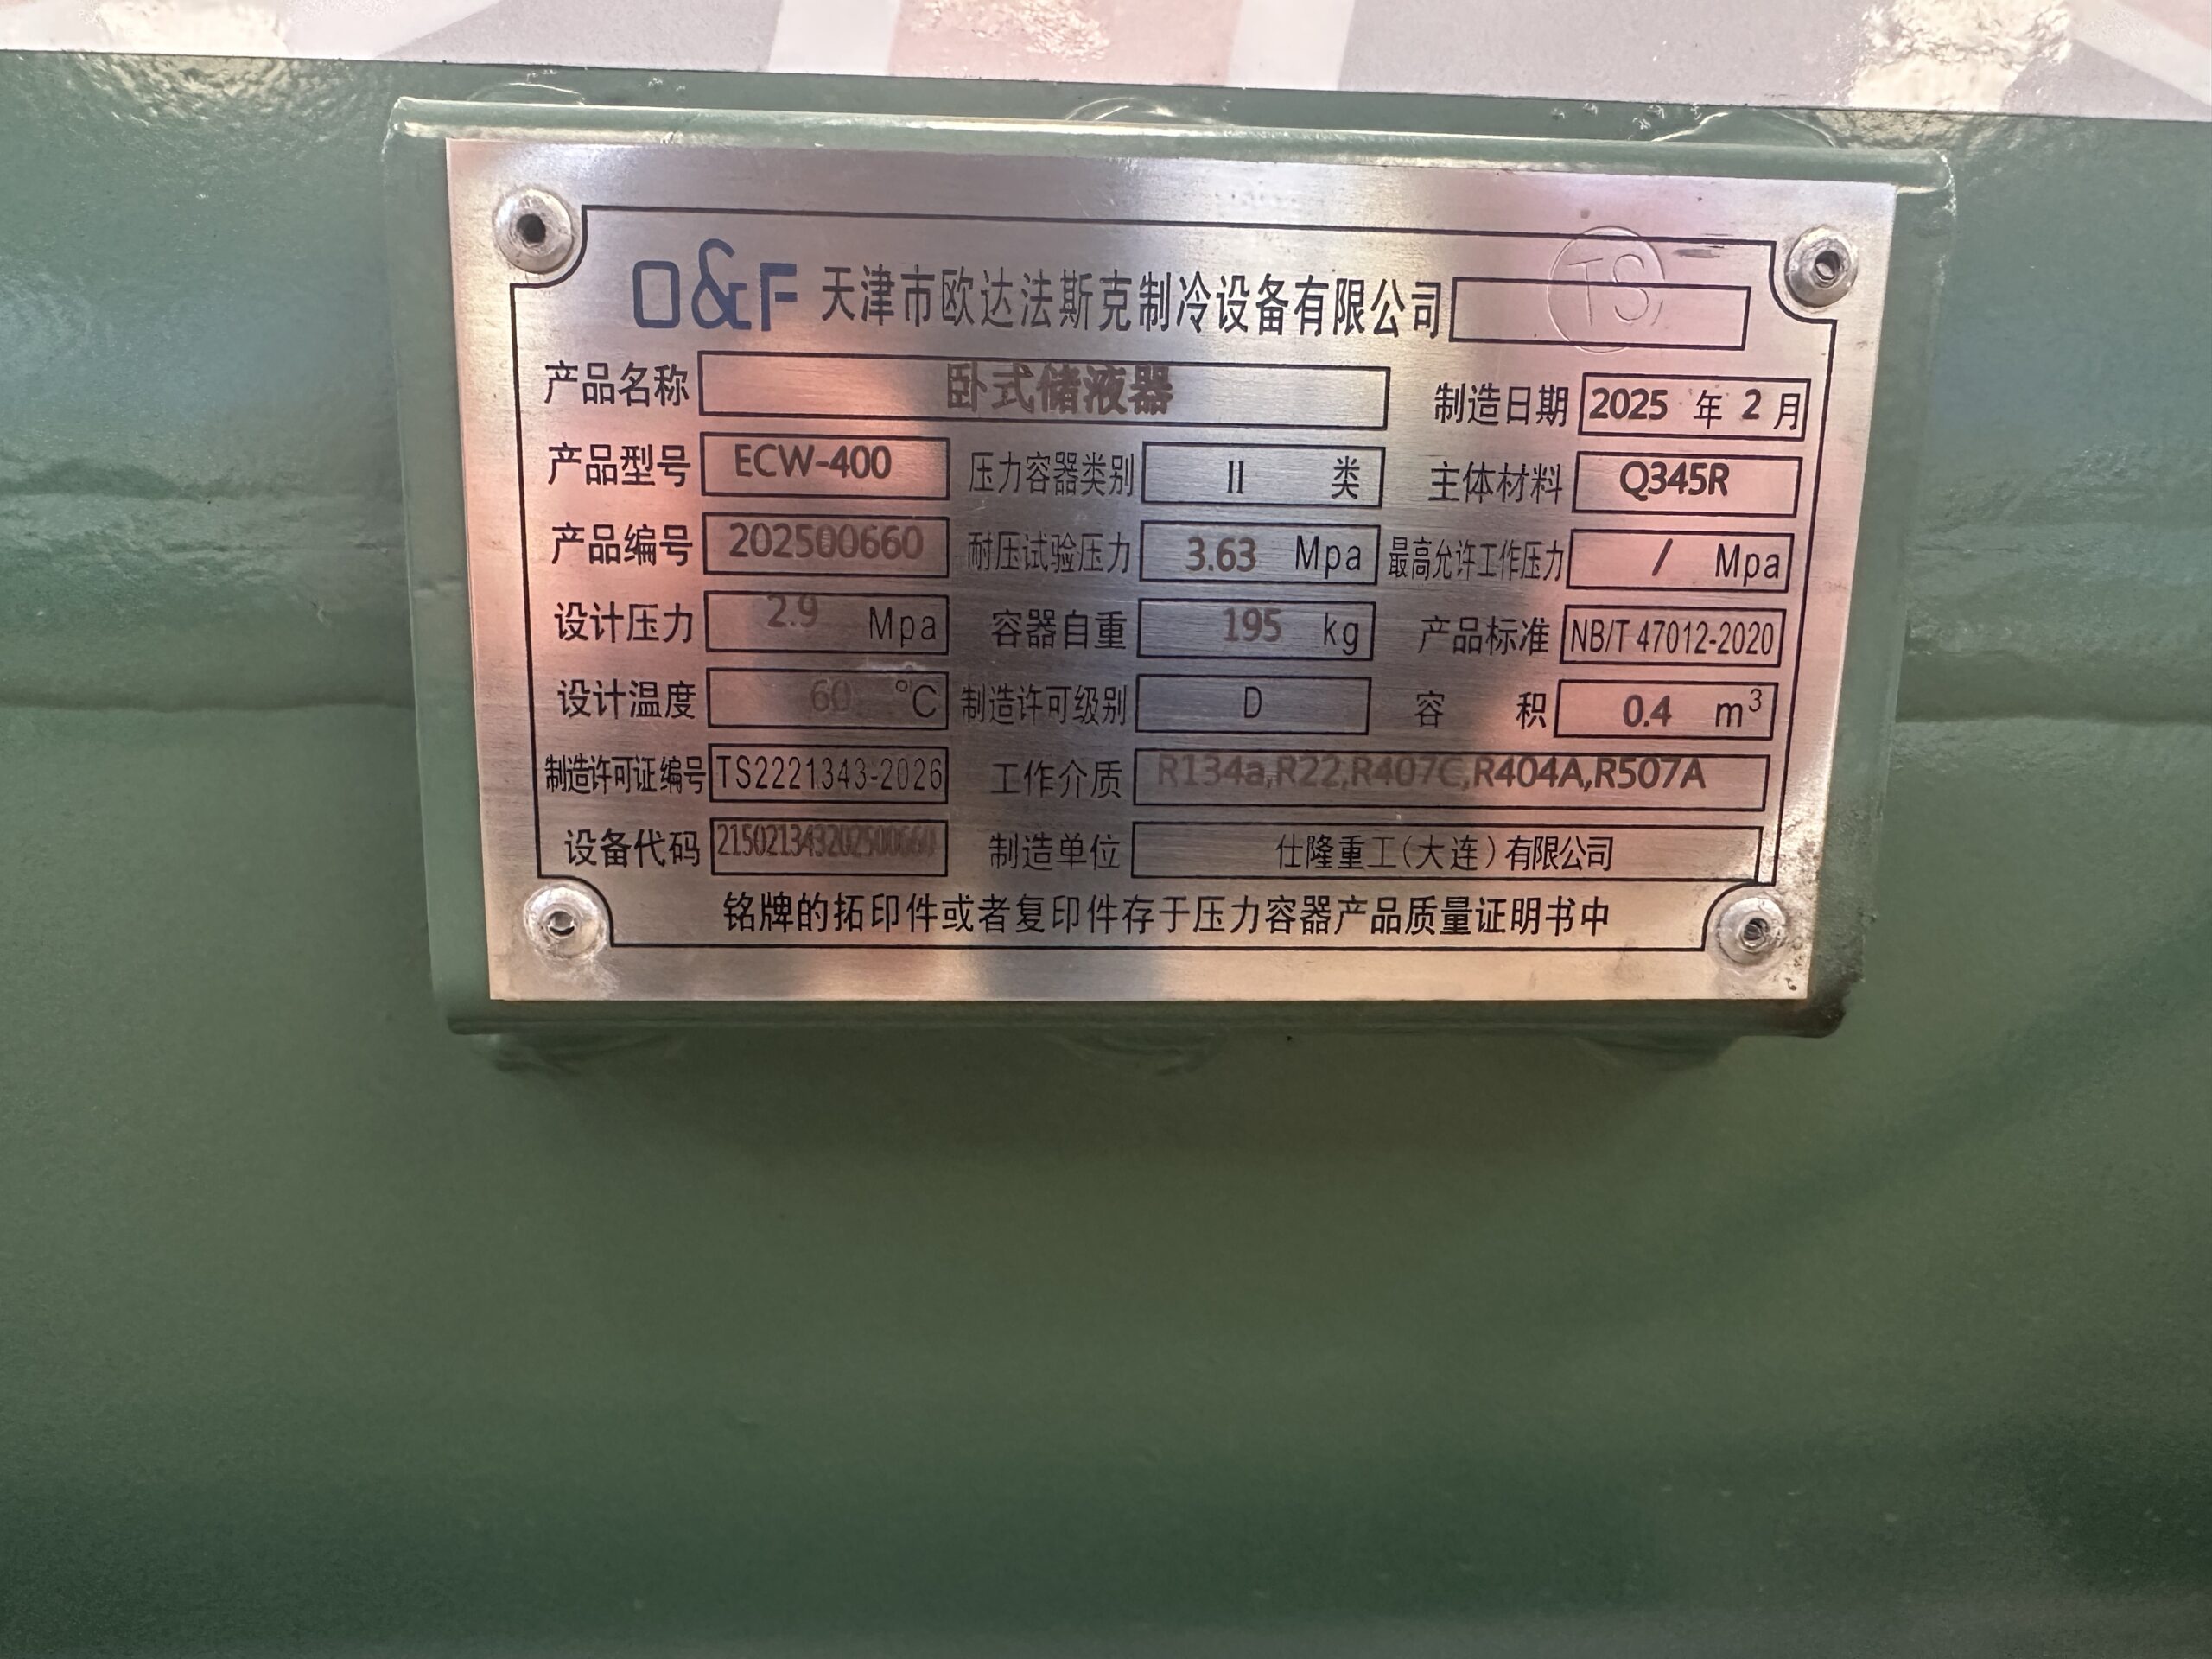 O&F 天津市欧达法斯克制冷设备有限公司 TS
产品名称 卧式储液器 制造日期 2025 年 2 月
产品型号 ECW-400 压力容器类别 II 类 主体材料 Q345R
产品编号 202500660 耐压试验压力 3.63 Mpa 最高允许工作压力 / Mpa
设计压力 2.9 Mpa 容器自重 195 kg 产品标准 NB/T 47012-2020
设计温度 60 ℃ 制造许可级别 D 容 积 0.4 m³
制造许可证编号 TS2221343-2026 工作介质 R134a,R22,R407C,R404A,R507A
设备代码 215021343202500660 制造单位 仕隆重工(大连)有限公司
铭牌的拓印件或者复印件存于压力容器产品质量证明书中